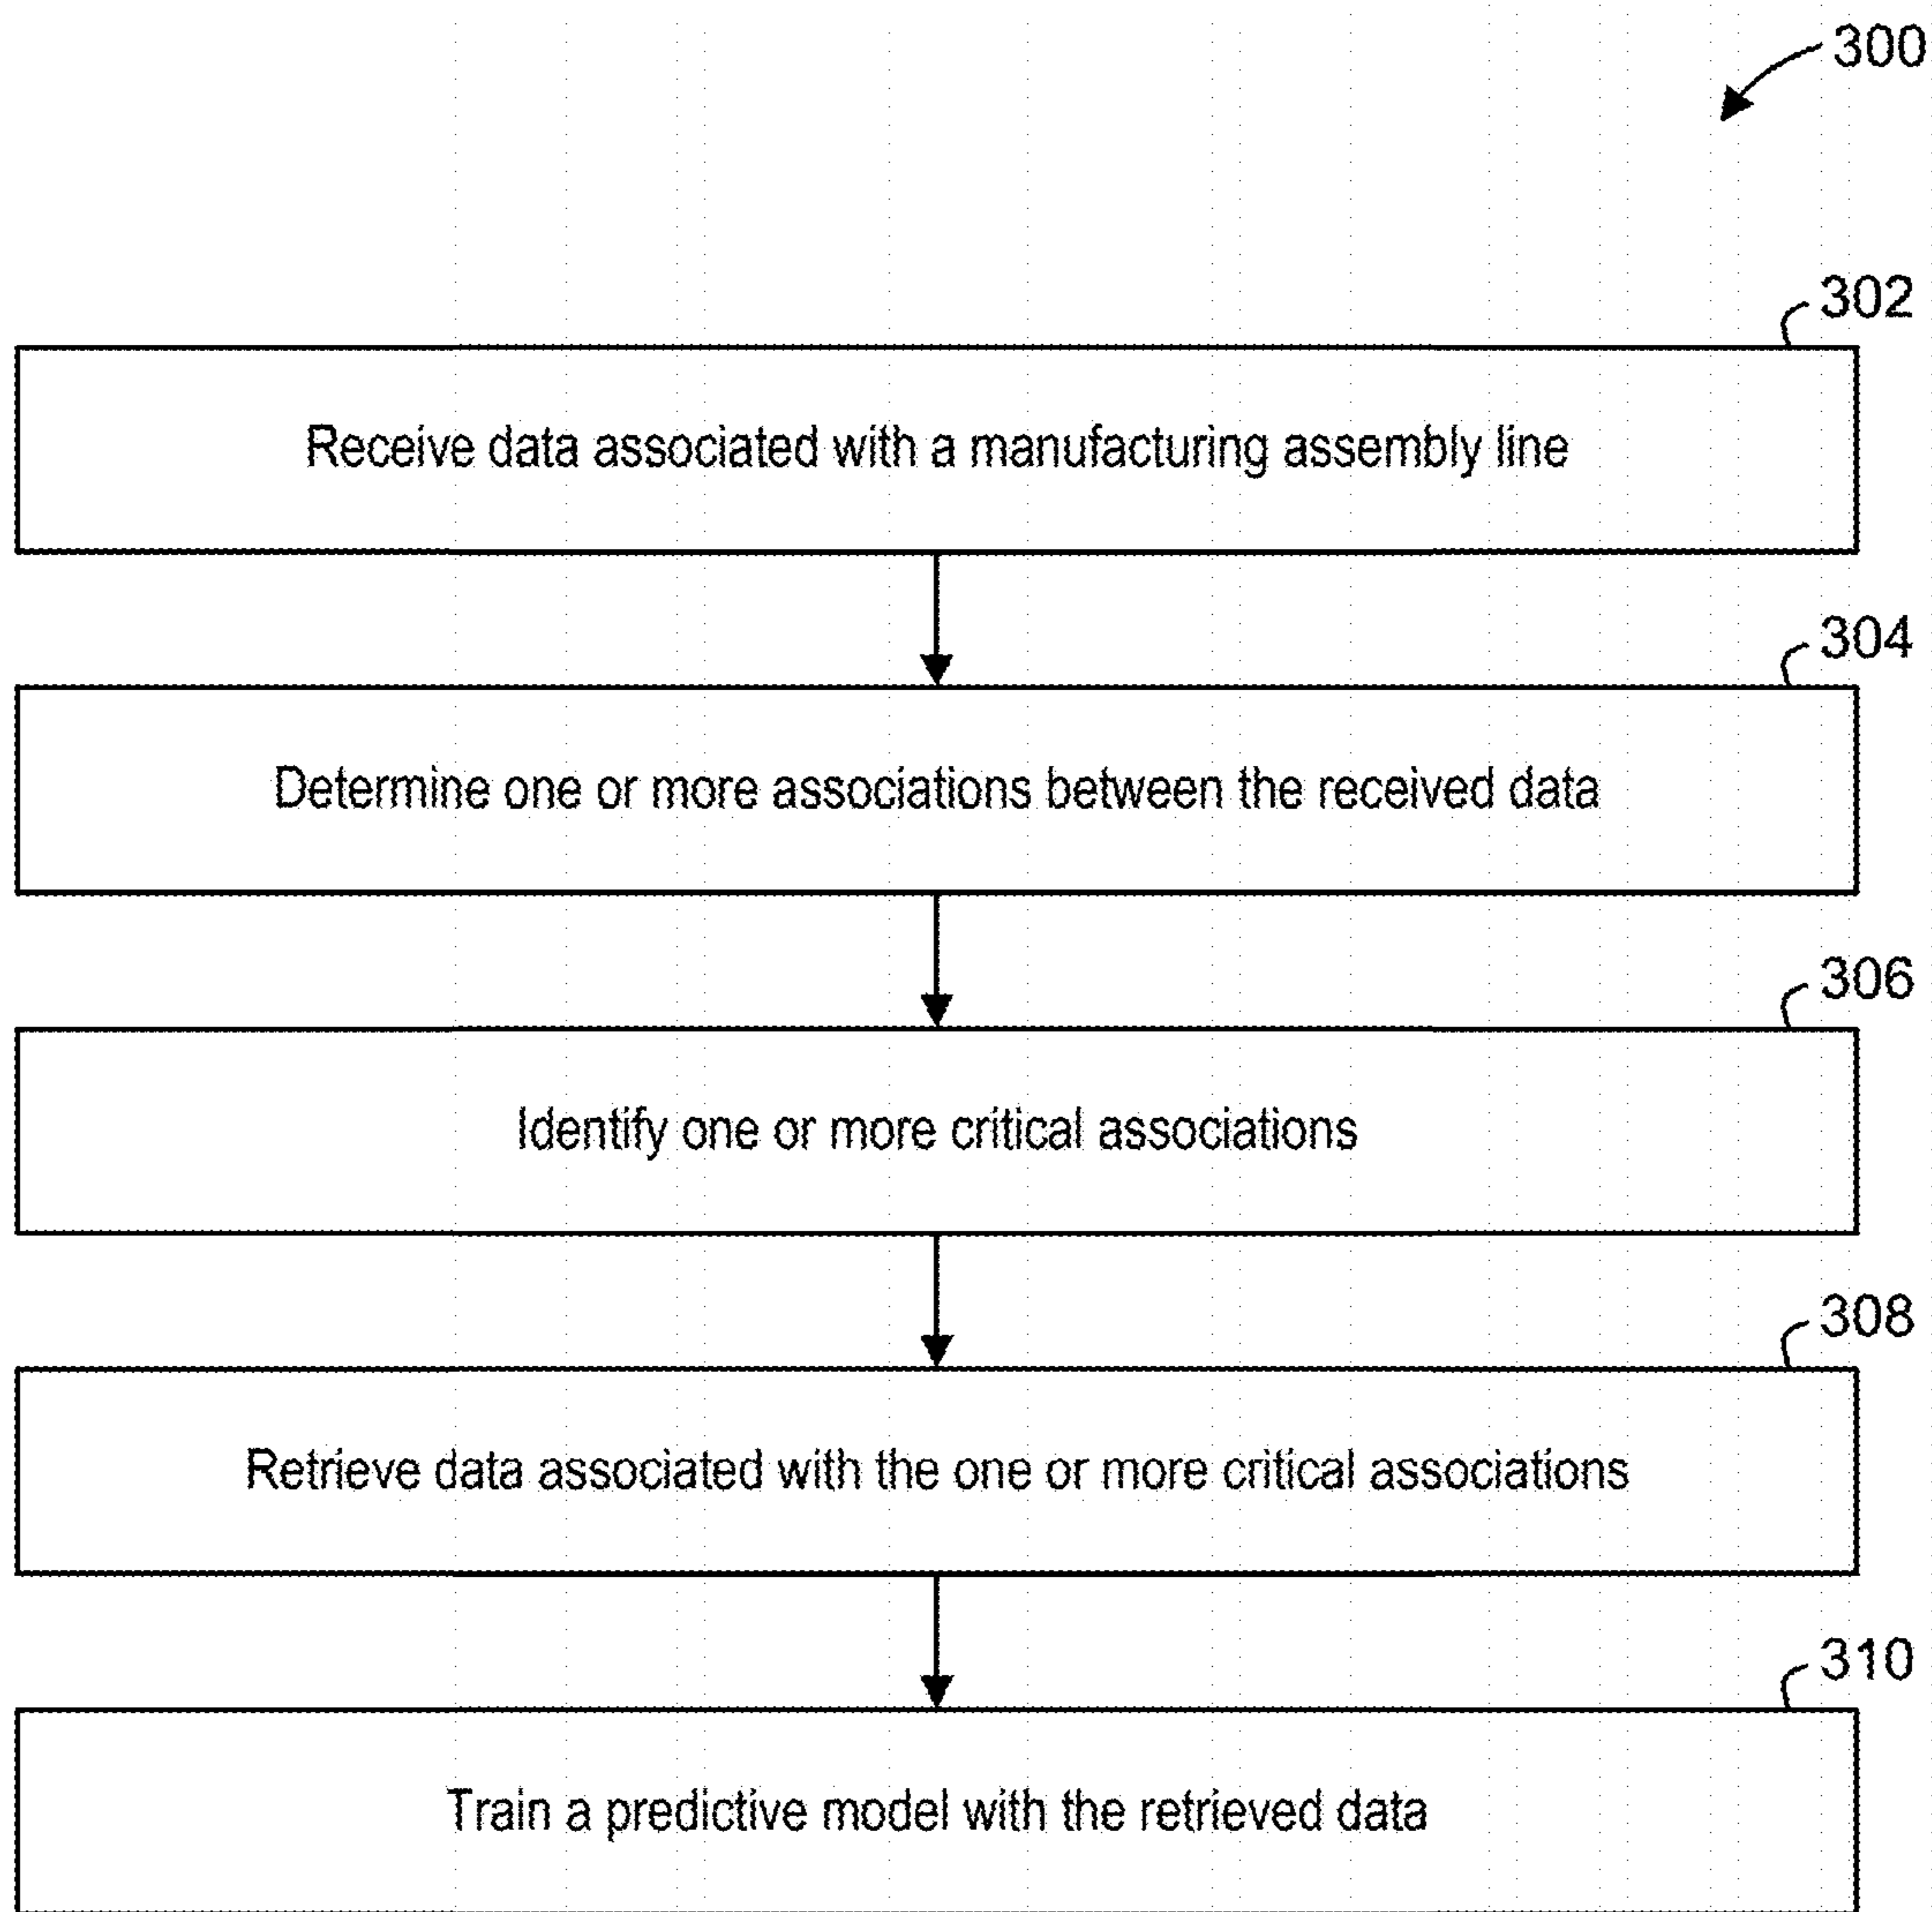 300
302
Receive data associated with a manufacturing assembly line
304
Determine one or more associations between the received data
306
Identify one or more critical associations
308
Retrieve data associated with the one or more critical associations
310
Train a predictive model with the retrieved data